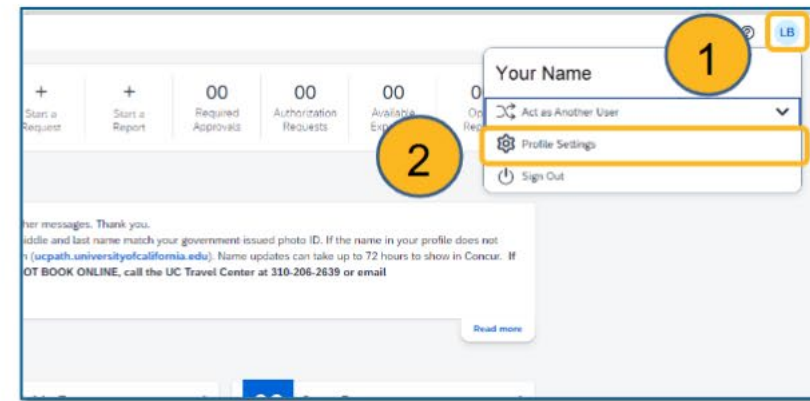 LB
1
Your Name
Act as Another User
2
Profile Settings
Sign Out
+
Start a
Request
+
Start a
Report
00
Required
Approvals
00
Authorization
Requests
00
Available
her messages. Thank you.
iddle and last name match your government-issued photo ID. If the name in your profile does not
(ucpath.universityofcalifornia.edu). Name updates can take up to 72 hours to show in Concur. If
OT BOOK ONLINE, call the UC Travel Center at 310-206-2639 or email
Read more